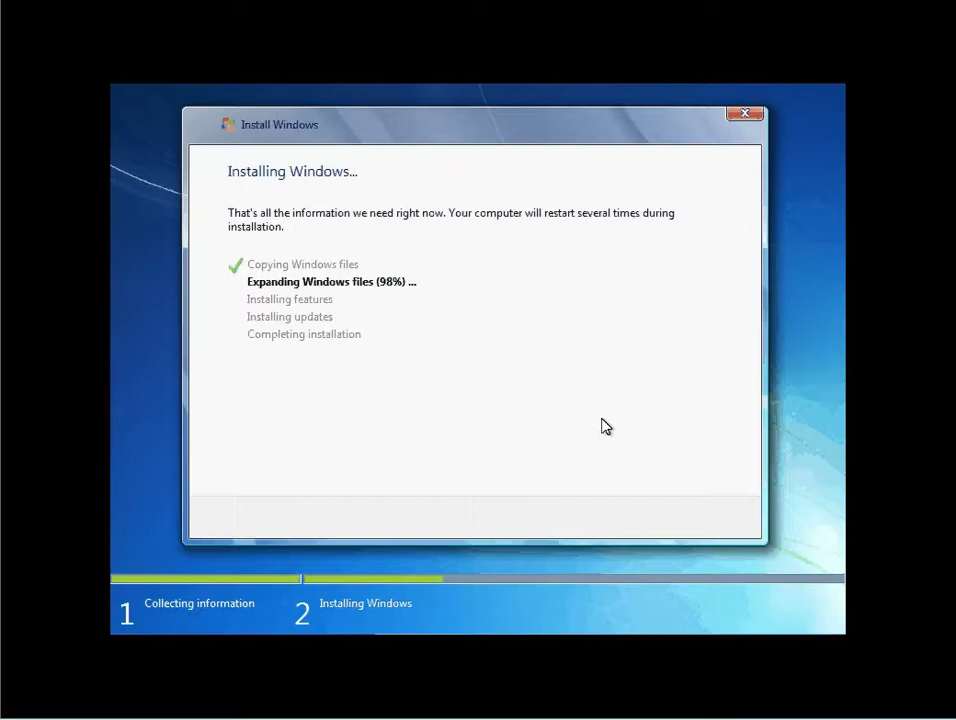 Install Windows
Installing Windows...
That's all the information we need right now. Your computer will restart several times during
installation.
Copying Windows files
Expanding Windows files (98%) ...
Installing features
Installing updates
Completing installation
1 Collecting information
2 Installing Windows